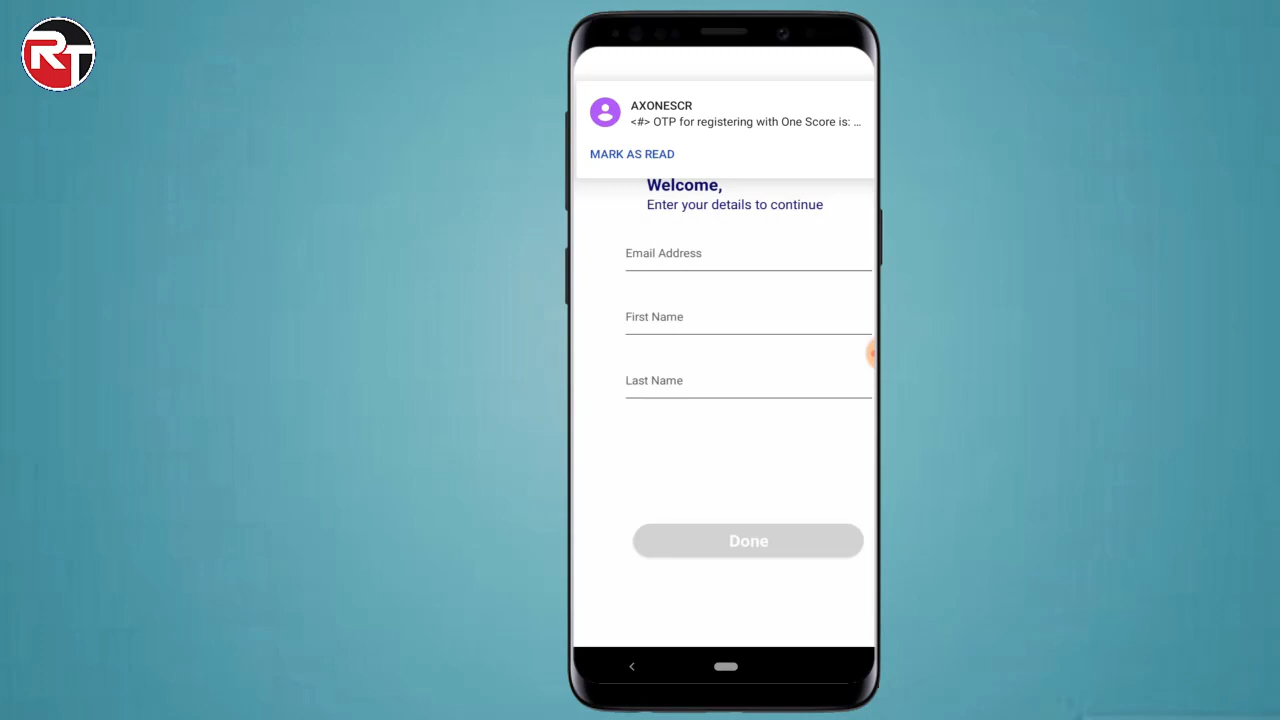 RT
AXONESCR
<#> OTP for registering with One Score is: ...
MARK AS READ
Welcome,
Enter your details to continue
Email Address
First Name
Last Name
Done